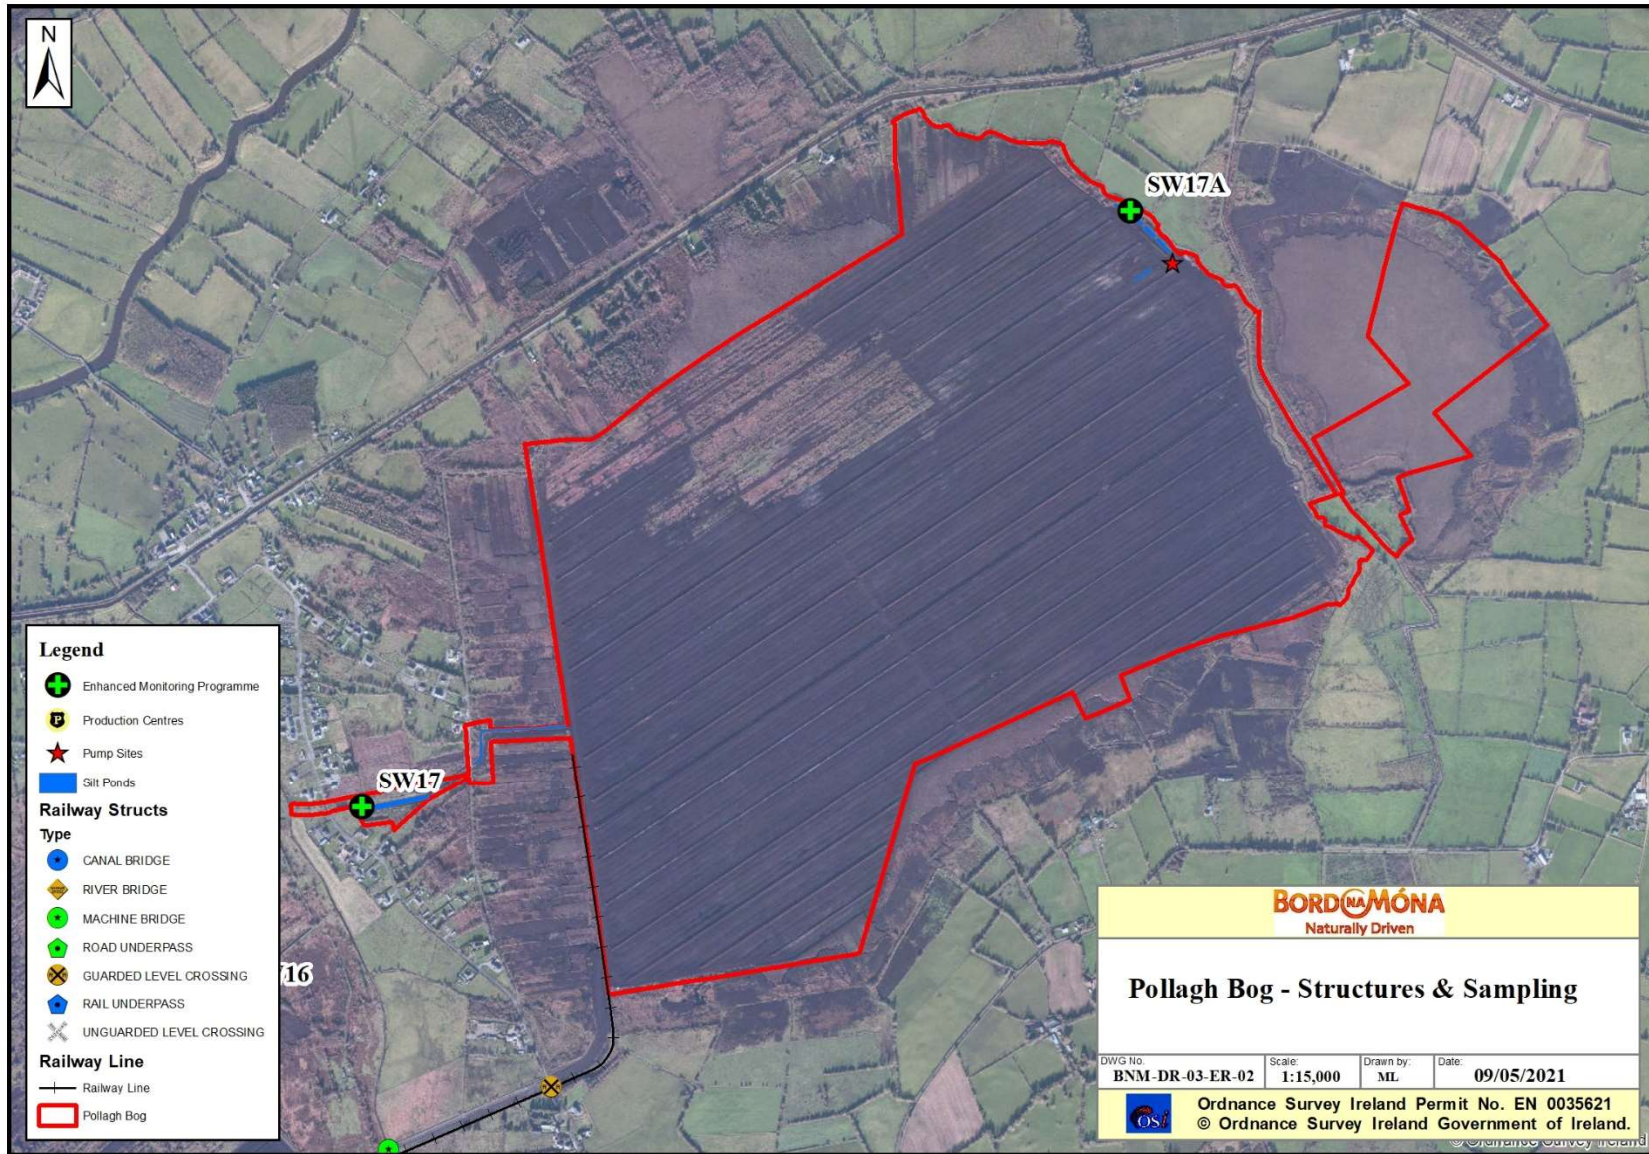 N
SW17A
SW17
16
Legend
Enhanced Monitoring Programme
P
Production Centres
Pump Sites
Silt Ponds
Railway Structs
Type
CANAL BRIDGE
RIVER BRIDGE
MACHINE BRIDGE
ROAD UNDERPASS
GUARDED LEVEL CROSSING
RAIL UNDERPASS
UNGUARDED LEVEL CROSSING
Railway Line
Railway Line
Pollagh Bog
BORD NA MÓNA
Naturally Driven
Pollagh Bog - Structures & Sampling
DWG No. Scale: Drawn by: Date:
BNM-DR-03-ER-02 1:15,000 ML 09/05/2021
Osi Ordnance Survey Ireland Permit No. EN 0035621
© Ordnance Survey Ireland Government of Ireland.
© Ordnance Survey Ireland